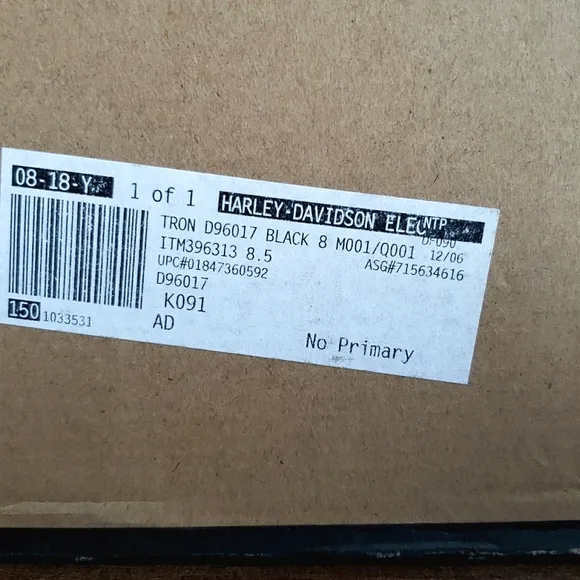 08-18-Y
1 of 1
HARLEY-DAVIDSON ELEC
NTP
TRON D96017 BLACK 8 M001/Q001
DF090
ITM396313 8.5
12/06
UPC#01847360592
ASG#715634616
D96017
K091
150 1033531
AD
No Primary